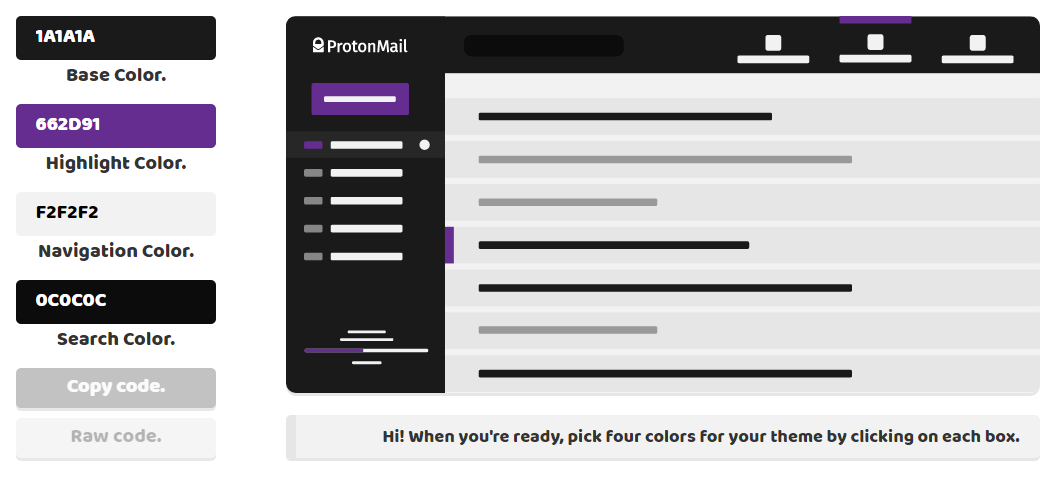 1A1A1A
Base Color.
662D91
Highlight Color.
F2F2F2
Navigation Color.
0C0C0C
Search Color.
Copy code.
Raw code.
ProtonMail
Hi! When you're ready, pick four colors for your theme by clicking on each box.